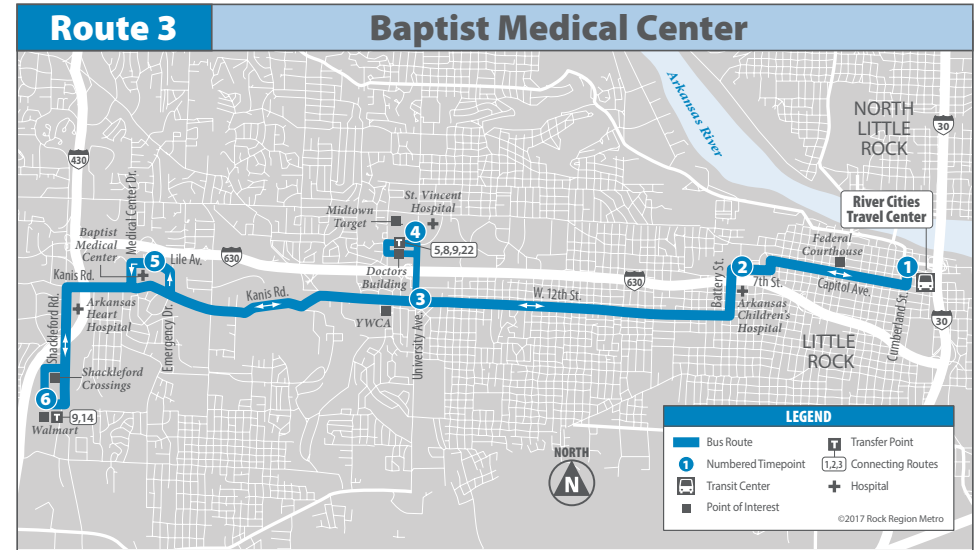 Route 3
Baptist Medical Center
Arkansas River
NORTH
LITTLE
ROCK
30
430
River Cities
Travel Center
St. Vincent
Hospital
Midtown
Target
4
T
5,8,9,22
Doctors
Building
Medical Center Dr.
Baptist
Medical
Center
5
Lile Av.
630
Kanis Rd.
Federal
Courthouse
1
2
7th St.
Capitol Ave.
Battery St.
630
Arkansas
Children's
Hospital
Cumberland St.
30
LITTLE
ROCK
Shackleford Rd.
Arkansas
Heart
Hospital
Emergency Dr.
Kanis Rd.
3
W. 12th St.
YWCA
University Ave.
Shackleford
Crossings
6
T
9,14
Walmart
NORTH
N
LEGEND
Bus Route
T
Transfer Point
1
Numbered Timepoint
1,2,3
Connecting Routes
Transit Center
Hospital
Point of Interest
©2017 Rock Region Metro